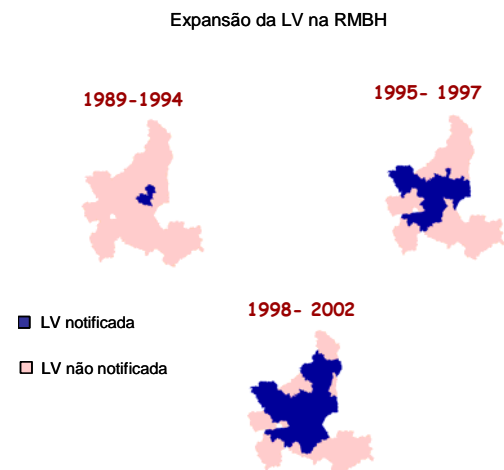 Expansão da LV na RMBH
1989-1994
1995- 1997
1998- 2002
LV notificada
LV não notificada